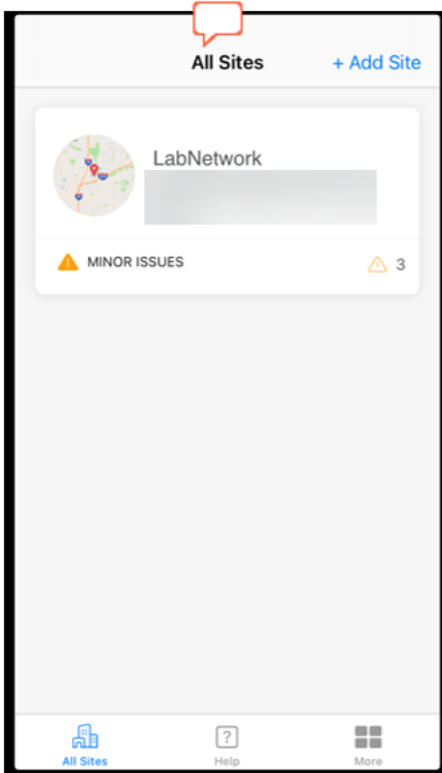 All Sites
+ Add Site
LabNetwork
MINOR ISSUES
3
All Sites
Help
More